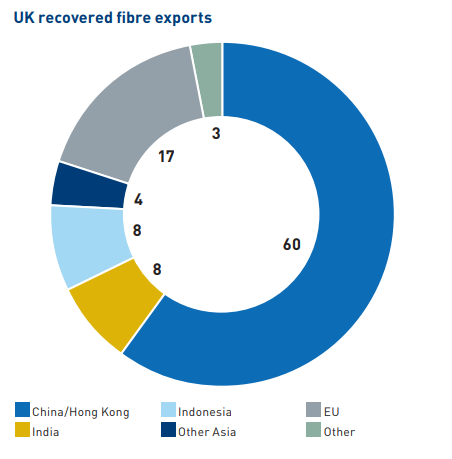 UK recovered fibre exports
3
17
4
8
60
8
China/Hong Kong
Indonesia
EU
India
Other Asia
Other